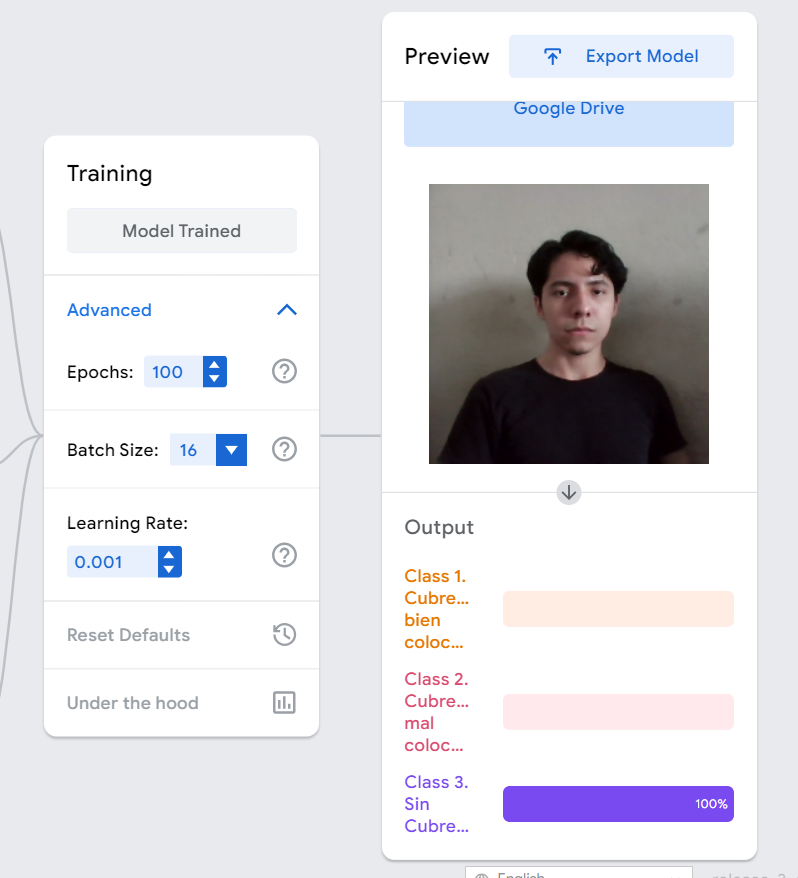 Training
Model Trained
Advanced
Epochs: 100
Batch Size: 16
Learning Rate:
0.001
Reset Defaults
Under the hood
Preview
Export Model
Google Drive
Output
Class 1.
Cubre...
bien
coloc...
Class 2.
Cubre...
mal
coloc...
Class 3.
Sin
Cubre...
100%
English